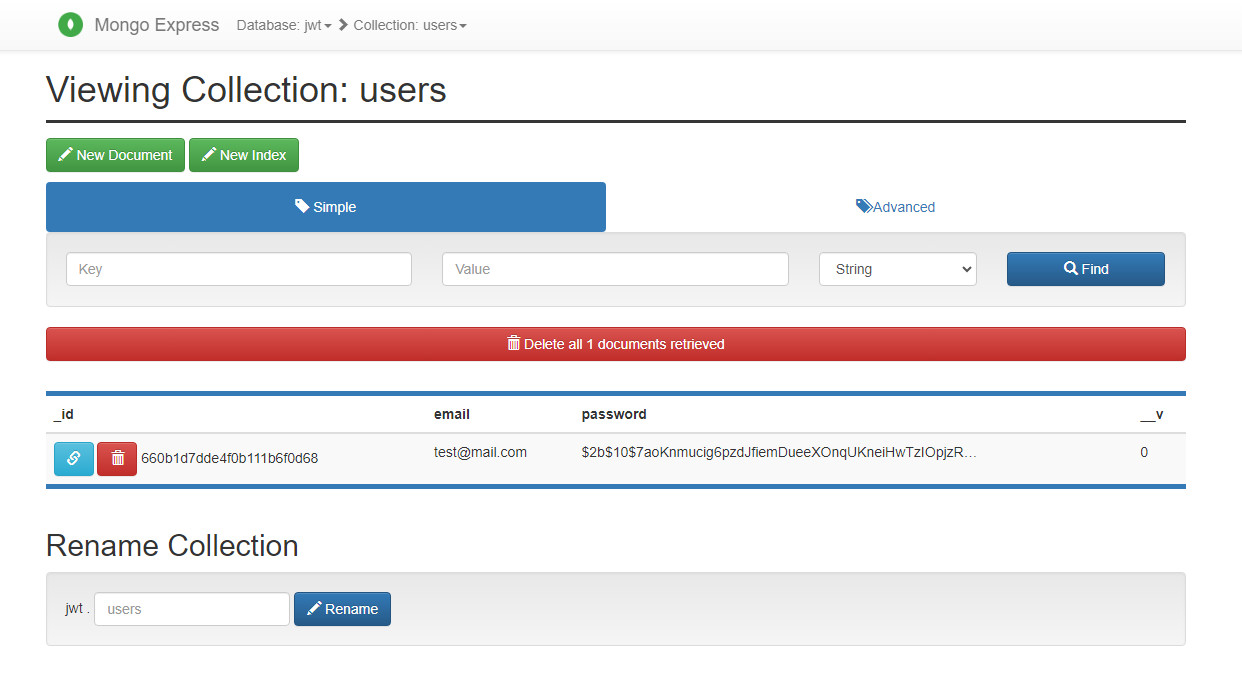 Mongo Express Database: jwt Collection: users
Viewing Collection: users
New Document New Index
Simple Advanced
Key Value String Find
Delete all 1 documents retrieved
_id email password __v
660b1d7dde4f0b111b6f0d68 test@mail.com $2b$10$7aoKnmucig6pzdJfiemDueeXOnqUKneiHwTzIOpjzR... 0
Rename Collection
jwt . users Rename